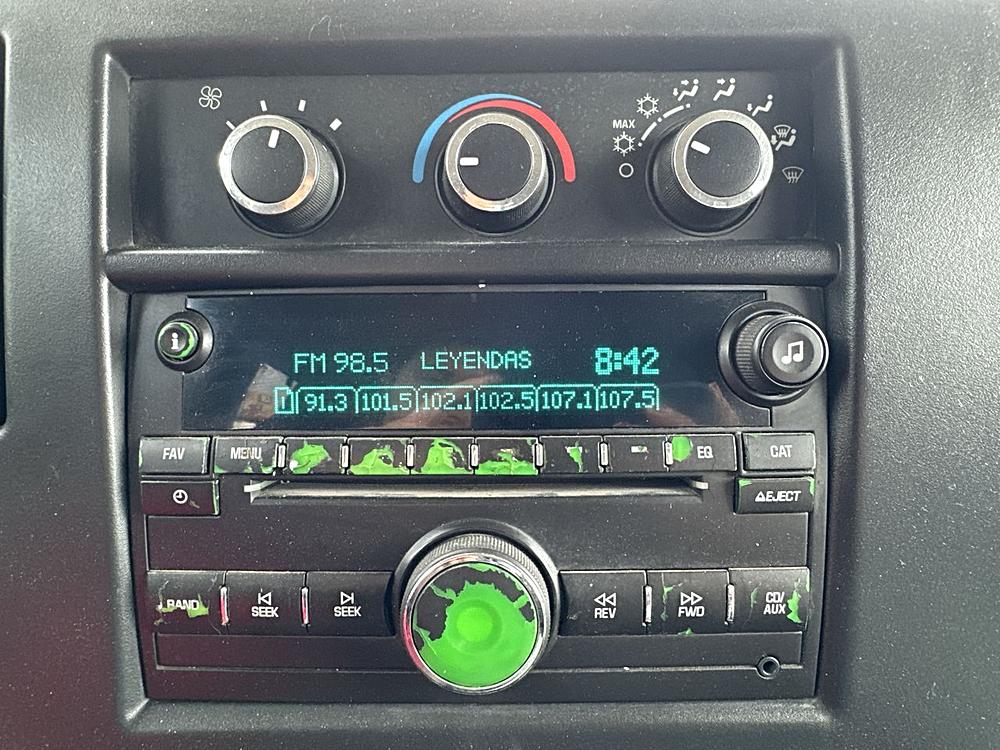 MAX
i
FM 98.5 LEYENDAS 8:42
1 91.3 101.5 102.1 102.5 107.1 107.5
FAV MENU EQ CAT
EJECT
BAND SEEK SEEK REV FWD CD/AUX